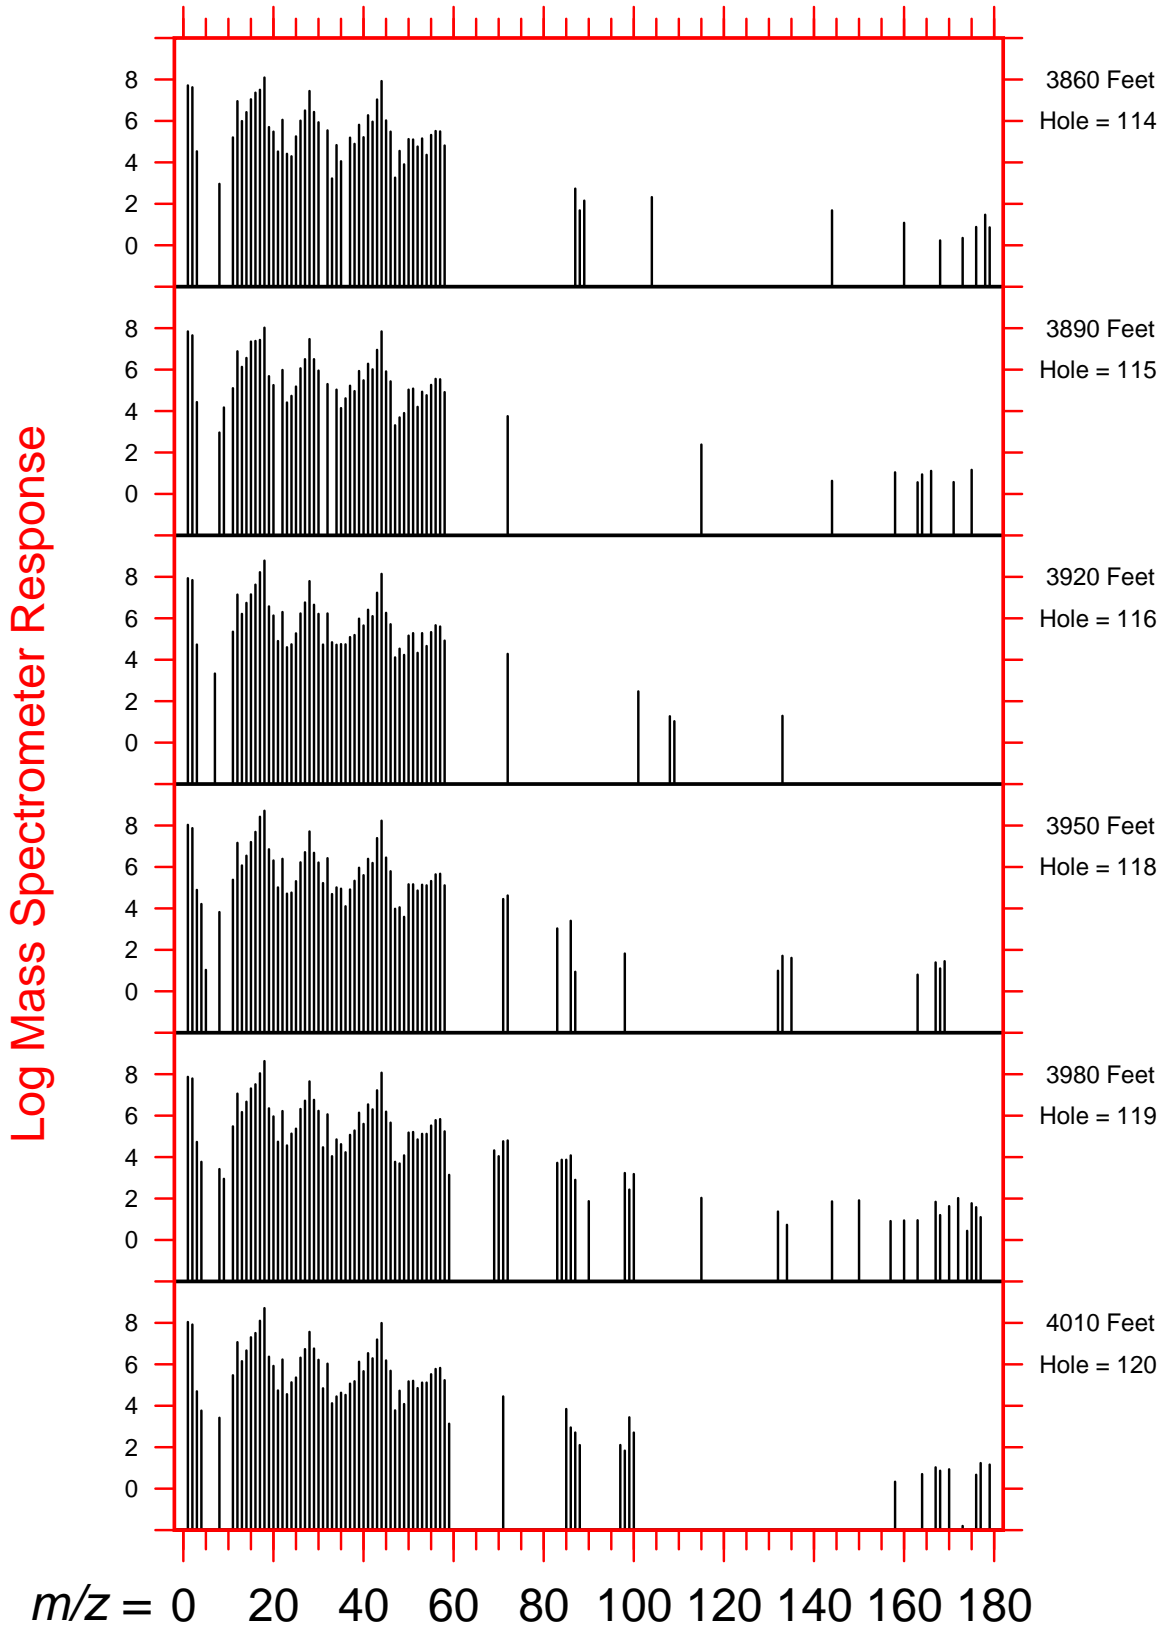 8
6
4
2
0
3860 Feet
Hole = 114
8
6
4
2
0
3890 Feet
Hole = 115
8
6
4
2
0
3920 Feet
Hole = 116
8
6
4
2
0
3950 Feet
Hole = 118
8
6
4
2
0
3980 Feet
Hole = 119
8
6
4
2
0
4010 Feet
Hole = 120
Log Mass Spectrometer Response
m/z = 0 20 40 60 80 100 120 140 160 180